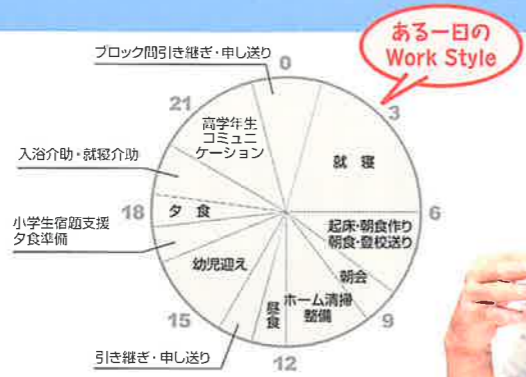 ある一日の
Work Style
ブロック間引き継ぎ・申し送り
0
3
就 寝
6
起床・朝食作り
朝食・登校送り
朝会
9
ホーム清掃
整備
12
昼食
引き継ぎ・申し送り
15
幼児迎え
小学生宿題支援
夕食準備
18
夕 食
入浴介助・就寝介助
21
高学年生
コミュニ
ケーション